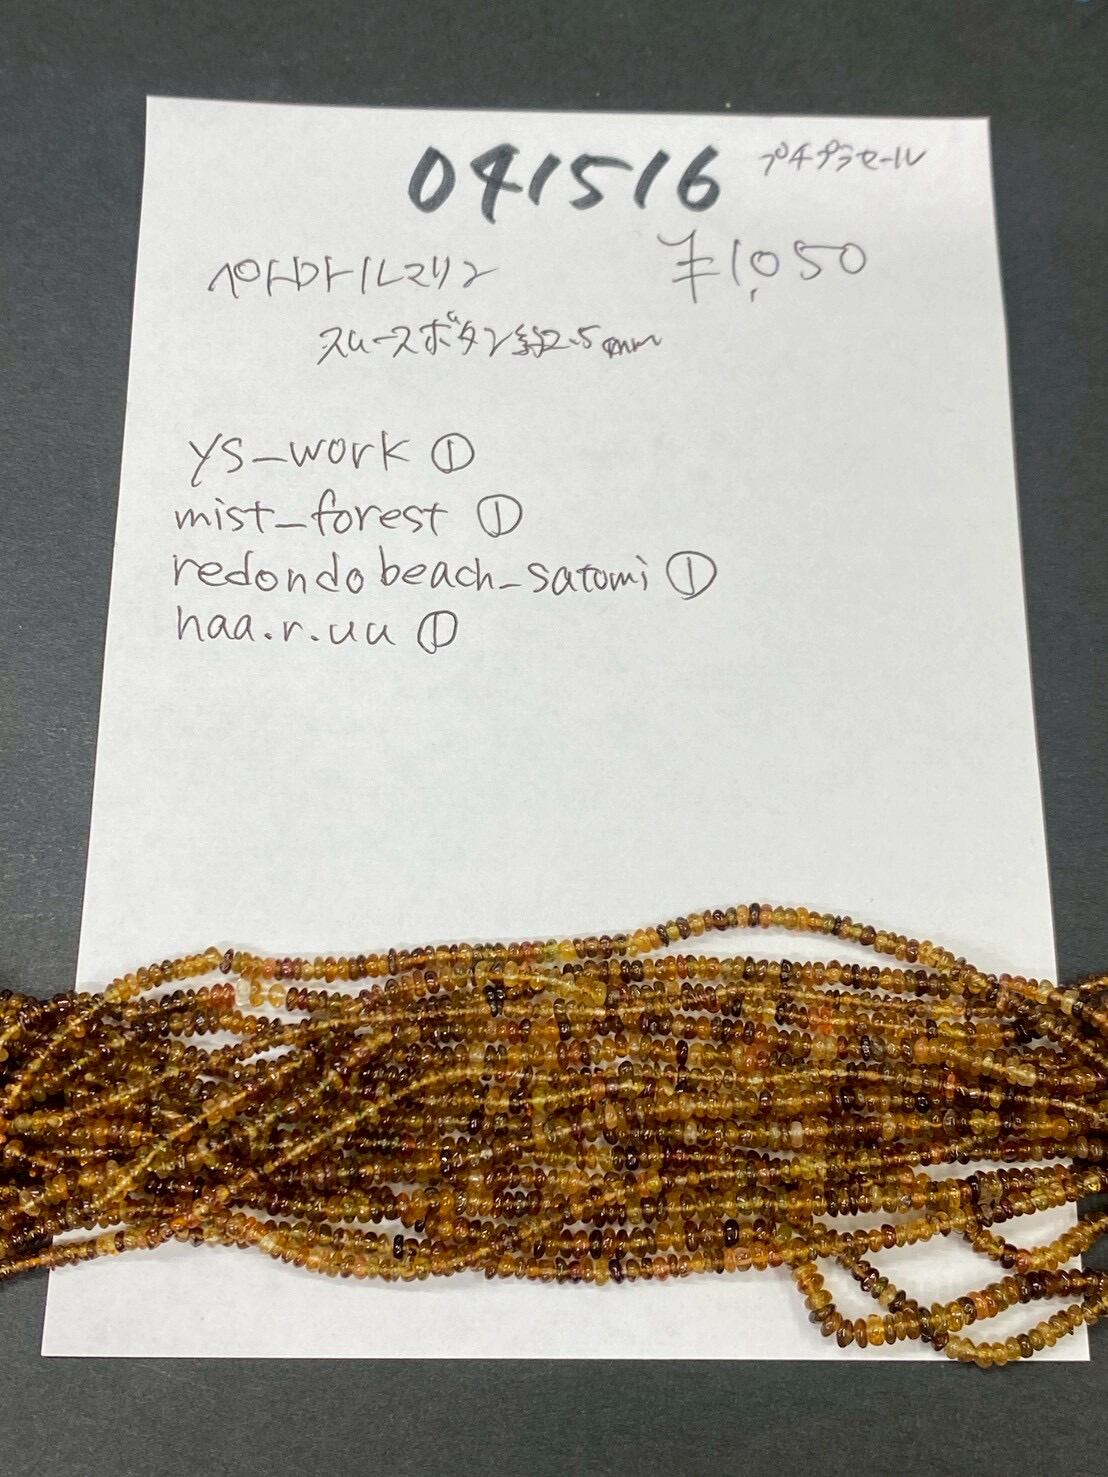 041516 プチプラセール
ペトロトルマリン ¥1,050
スムースボタン約2.5mm
ys_work ①
mist_forest ①
redondobeach_satomi ①
haa.r.uu ①